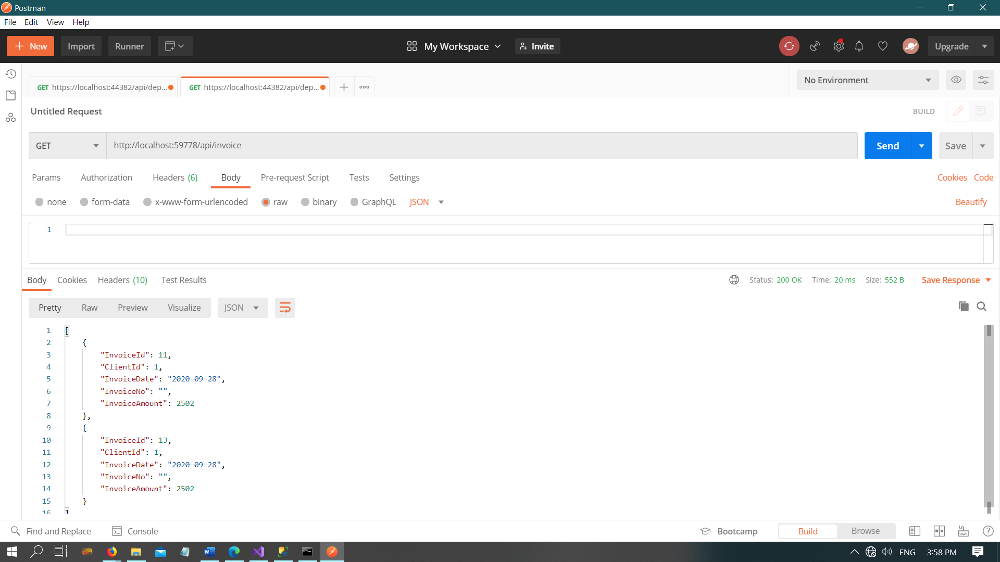 Postman
File Edit View Help
New Import Runner My Workspace Invite Upgrade
GET https://localhost:44382/api/dep... GET https://localhost:44382/api/dep... No Environment
Untitled Request BUILD
GET http://localhost:59778/api/invoice Send Save
Params Authorization Headers (6) Body Pre-request Script Tests Settings Cookies Code
none form-data x-www-form-urlencoded raw binary GraphQL JSON Beautify
1
Body Cookies Headers (10) Test Results Status: 200 OK Time: 20 ms Size: 552 B Save Response
Pretty Raw Preview Visualize JSON
1 [
2 {
3 "InvoiceId": 11,
4 "ClientId": 1,
5 "InvoiceDate": "2020-09-28",
6 "InvoiceNo": "",
7 "InvoiceAmount": 2502
8 },
9 {
10 "InvoiceId": 13,
11 "ClientId": 1,
12 "InvoiceDate": "2020-09-28",
13 "InvoiceNo": "",
14 "InvoiceAmount": 2502
15 }
16 ]
Find and Replace Console Bootcamp Build Browse
ENG 3:58 PM